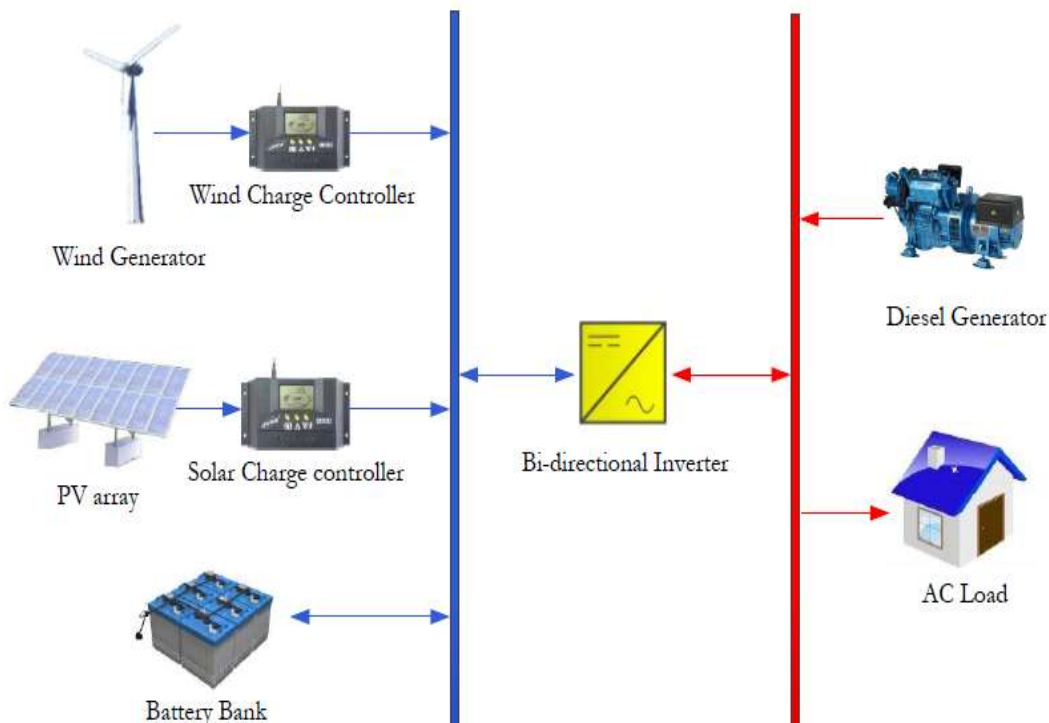 Wind Charge Controller
Wind Generator
Diesel Generator
Solar Charge controller
Bi-directional Inverter
PV array
AC Load
Battery Bank